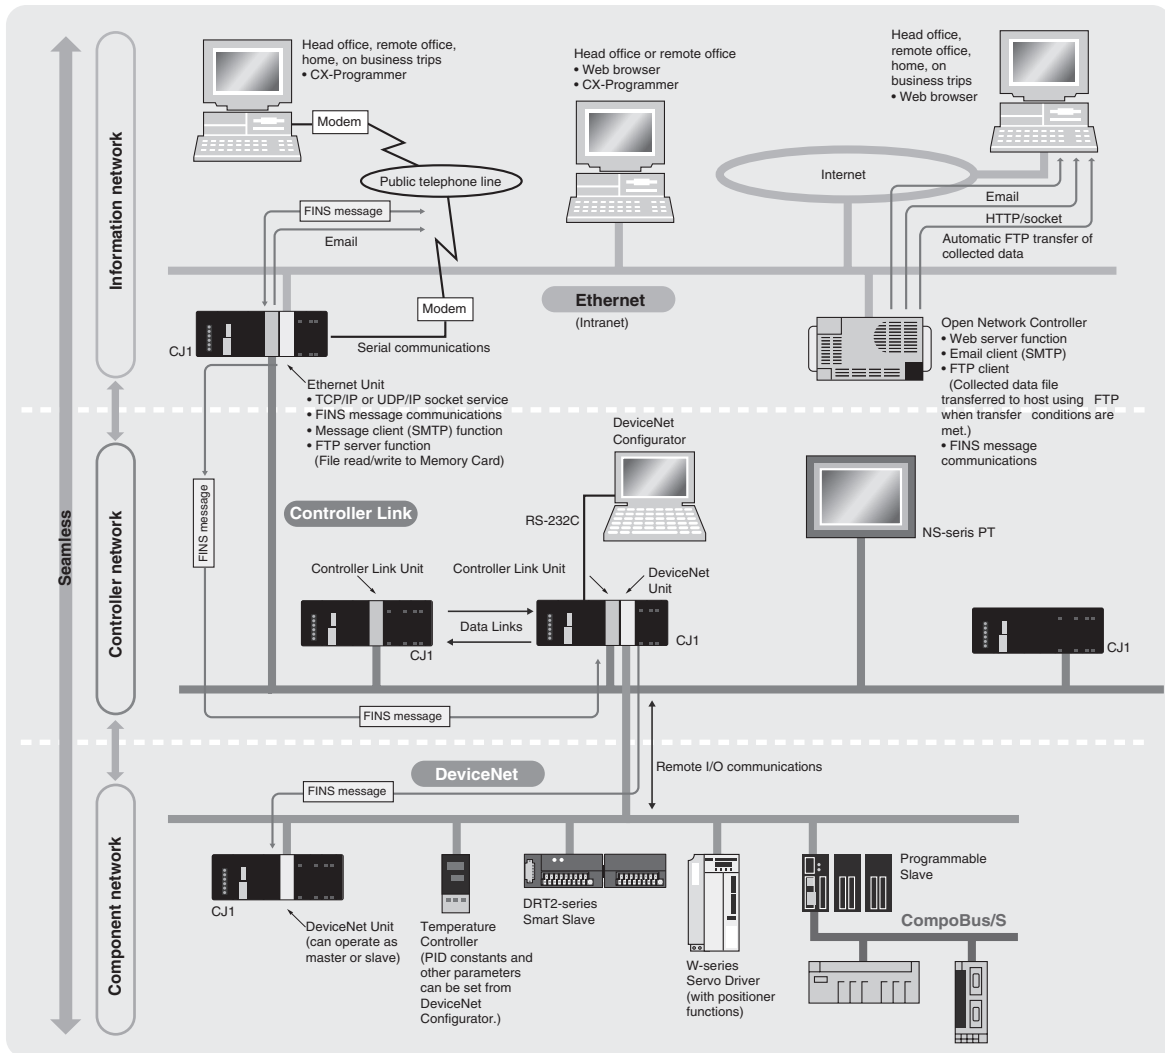 Seamless
Information network
Controller network
Component network
Head office, remote office,
home, on business trips
• CX-Programmer
Modem
Public telephone line
FINS message
Email
Modem
Serial communications
CJ1
Head office or remote office
• Web browser
• CX-Programmer
Head office,
remote office,
home, on
business trips
• Web browser
Internet
Email
HTTP/socket
Automatic FTP transfer of
collected data
Ethernet
(Intranet)
Ethernet Unit
• TCP/IP or UDP/IP socket service
• FINS message communications
• Message client (SMTP) function
• FTP server function
(File read/write to Memory Card)
Open Network Controller
• Web server function
• Email client (SMTP)
• FTP client
(Collected data file
transferred to host using FTP
when transfer conditions are
met.)
• FINS message
communications
FINS message
Controller Link
DeviceNet
Configurator
RS-232C
NS-seris PT
Controller Link Unit
Controller Link Unit
DeviceNet
Unit
Data Links
CJ1
CJ1
CJ1
FINS message
Remote I/O communications
DeviceNet
FINS message
CJ1
DeviceNet Unit
(can operate as
master or slave)
Temperature
Controller
(PID constants and
other parameters
can be set from
DeviceNet
Configurator.)
DRT2-series
Smart Slave
W-series
Servo Driver
(with positioner
functions)
Programmable
Slave
CompoBus/S